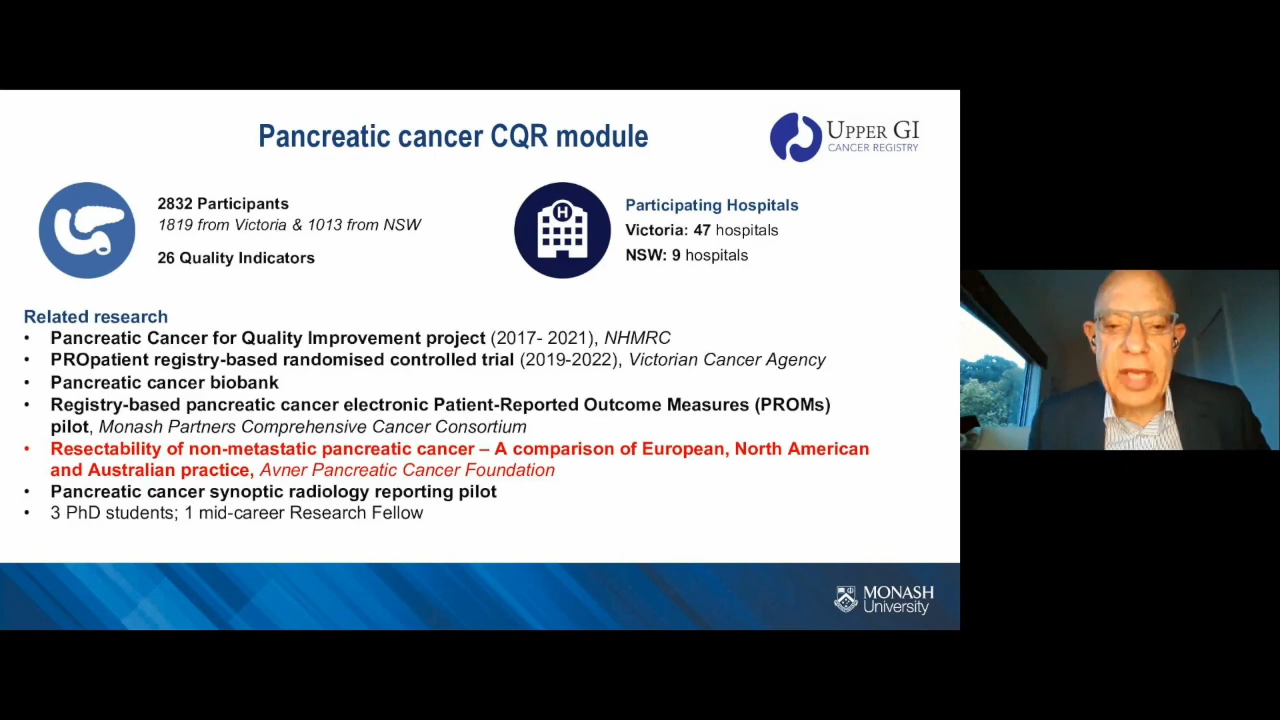 Pancreatic cancer CQR module
UPPER GI
CANCER REGISTRY
2832 Participants
1819 from Victoria & 1013 from NSW
26 Quality Indicators
H
Participating Hospitals
Victoria: 47 hospitals
NSW: 9 hospitals
Related research
• Pancreatic Cancer for Quality Improvement project (2017- 2021), NHMRC
• PROpatient registry-based randomised controlled trial (2019-2022), Victorian Cancer Agency
• Pancreatic cancer biobank
• Registry-based pancreatic cancer electronic Patient-Reported Outcome Measures (PROMs)
pilot, Monash Partners Comprehensive Cancer Consortium
• Resectability of non-metastatic pancreatic cancer – A comparison of European, North American
and Australian practice, Avner Pancreatic Cancer Foundation
• Pancreatic cancer synoptic radiology reporting pilot
• 3 PhD students; 1 mid-career Research Fellow
MONASH
University